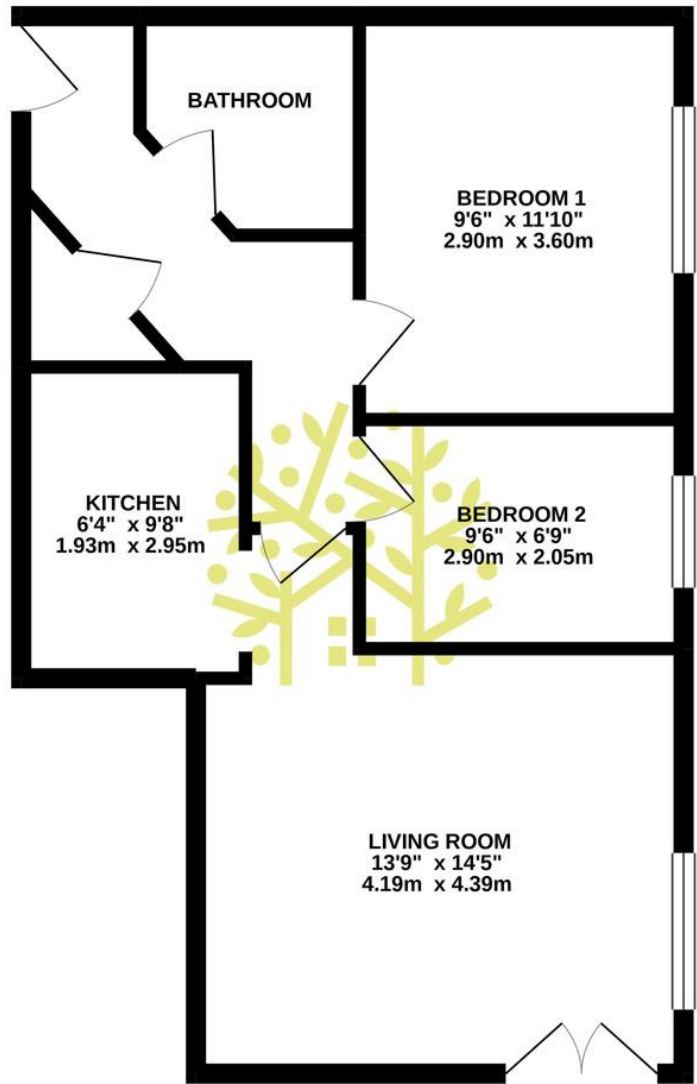 BATHROOM
BEDROOM 1
9'6" x 11'10"
2.90m x 3.60m
KITCHEN
6'4" x 9'8"
1.93m x 2.95m
BEDROOM 2
9'6" x 6'9"
2.90m x 2.05m
LIVING ROOM
13'9" x 14'5"
4.19m x 4.39m